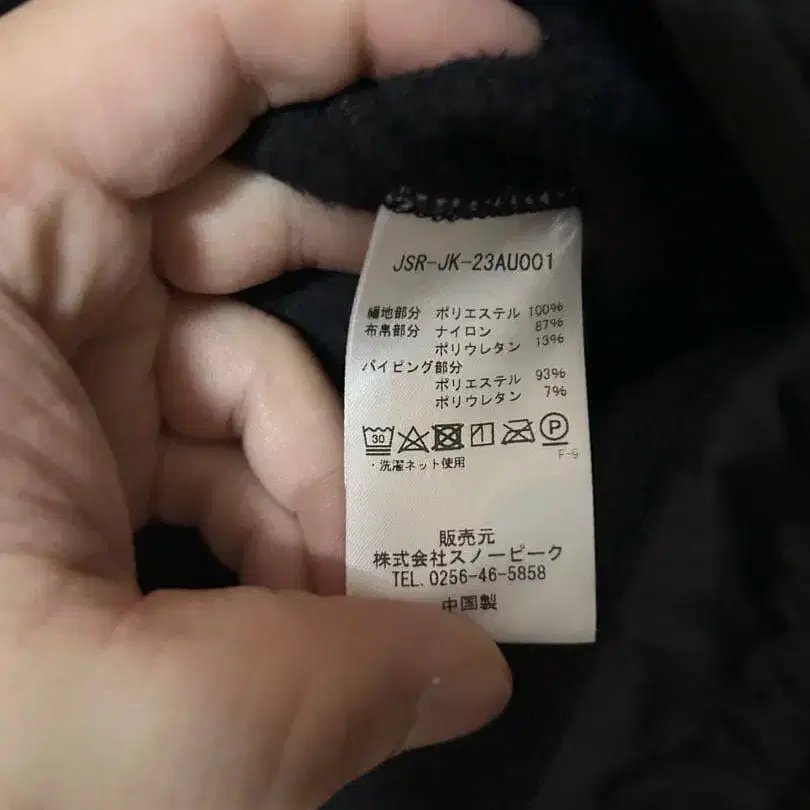 JSR-JK-23AU001
編地部分 ポリエステル 100%
布帛部分 ナイロン 87%
ポリウレタン 13%
パイピング部分
ポリエステル 93%
ポリウレタン 7%
30 P
・洗濯ネット使用 F-9
販売元
株式会社スノーピーク
TEL.0256-46-5858
中国製